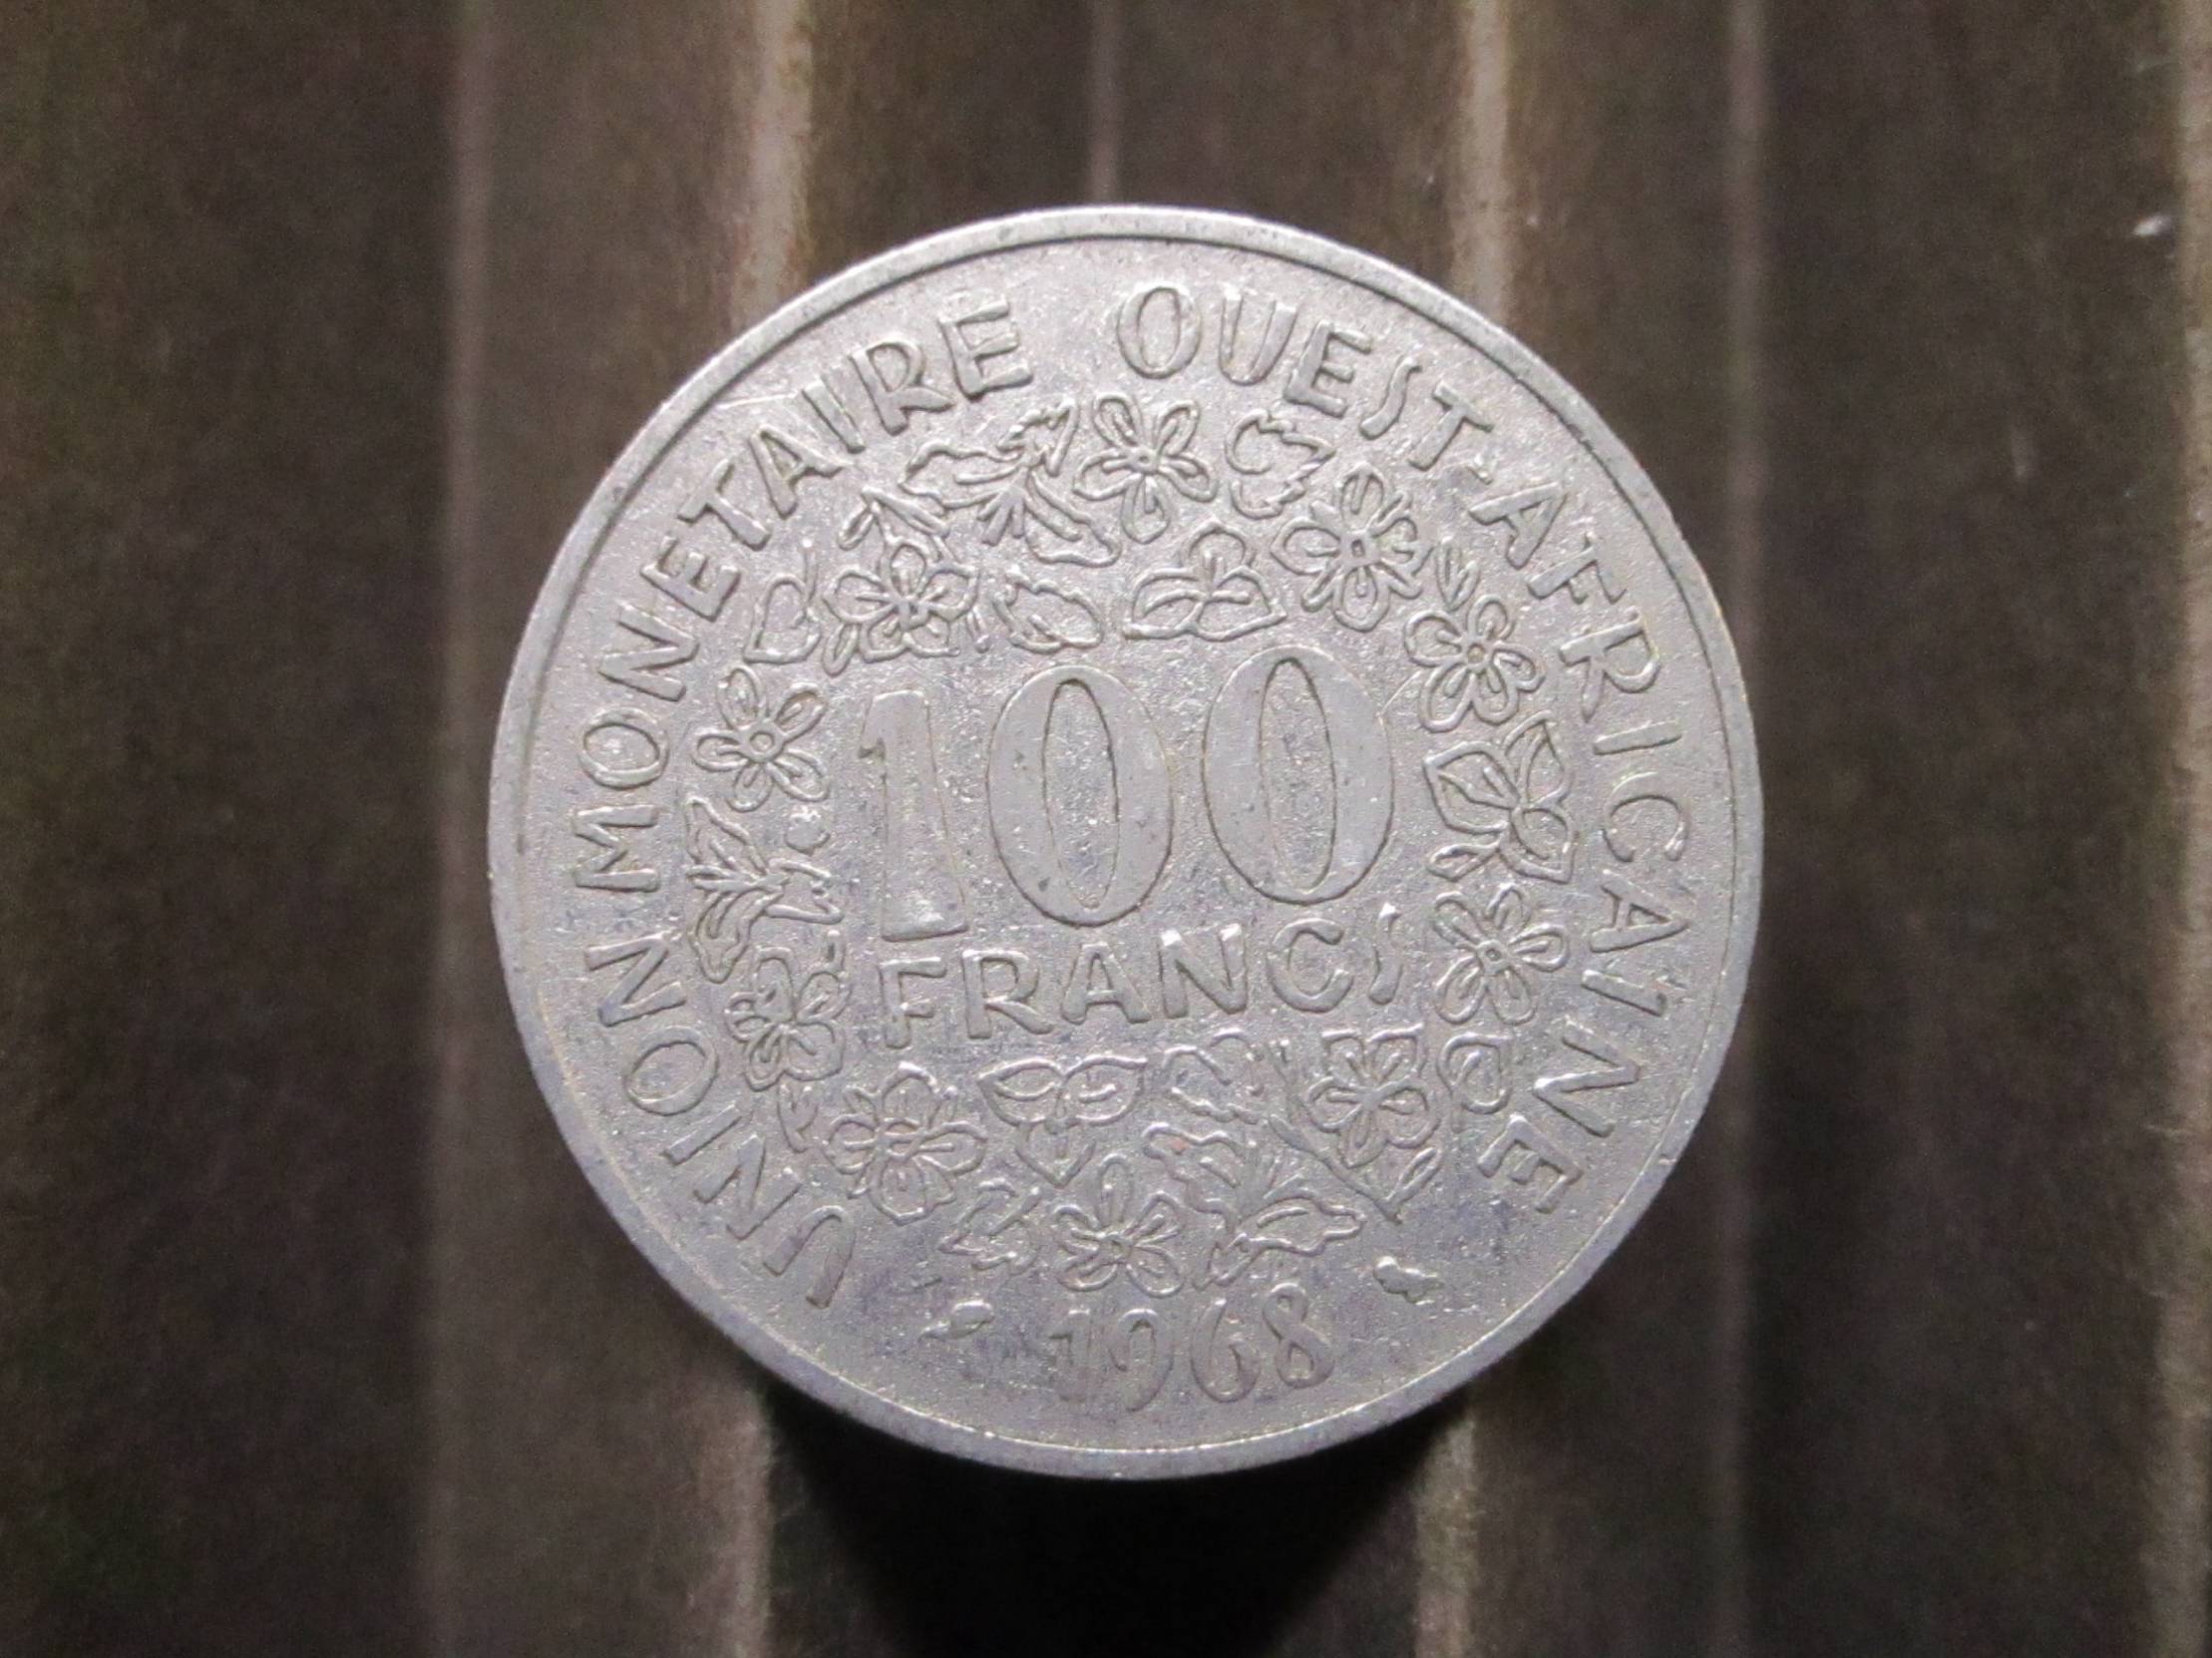 UNION MONETAIRE OUEST-AFRICAINE
100
FRANCS
1968